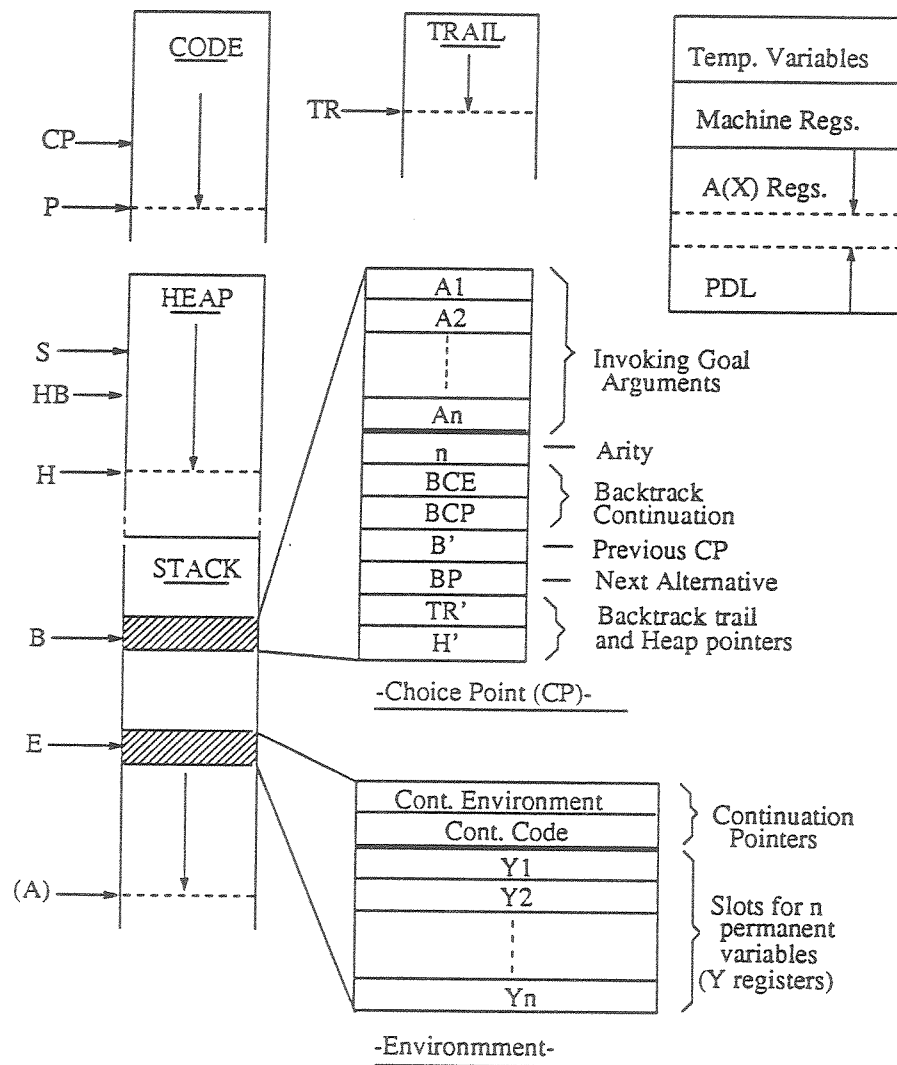 CODE
CP
P
TRAIL
TR
Temp. Variables
Machine Regs.
A(X) Regs.
PDL
HEAP
S
HB
H
STACK
B
E
(A)
A1
A2
An
n
BCE
BCP
B'
BP
TR'
H'
Invoking Goal
Arguments
Arity
Backtrack
Continuation
Previous CP
Next Alternative
Backtrack trail
and Heap pointers
-Choice Point (CP)-
Cont. Environment
Cont. Code
Y1
Y2
Yn
Continuation
Pointers
Slots for n
permanent
variables
(Y registers)
-Environmment-